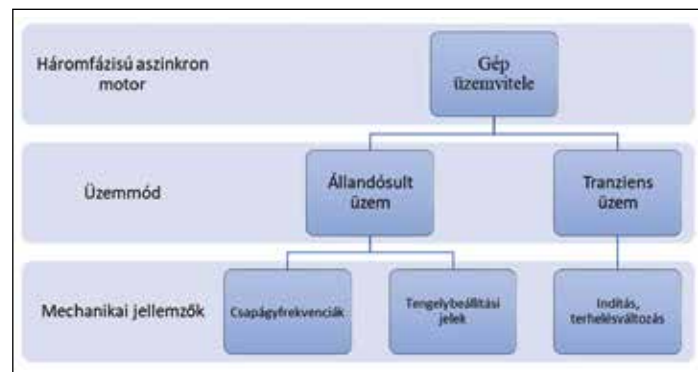 Háromfázisú aszinkron
motor
Gép
üzemvitele
Üzemmód
Állandósult
üzem
Tranziens
üzem
Mechanikai jellemzők
Csapágyfrekvenciák
Tengelybeállítási
jelek
Indítás,
terhelésváltozás